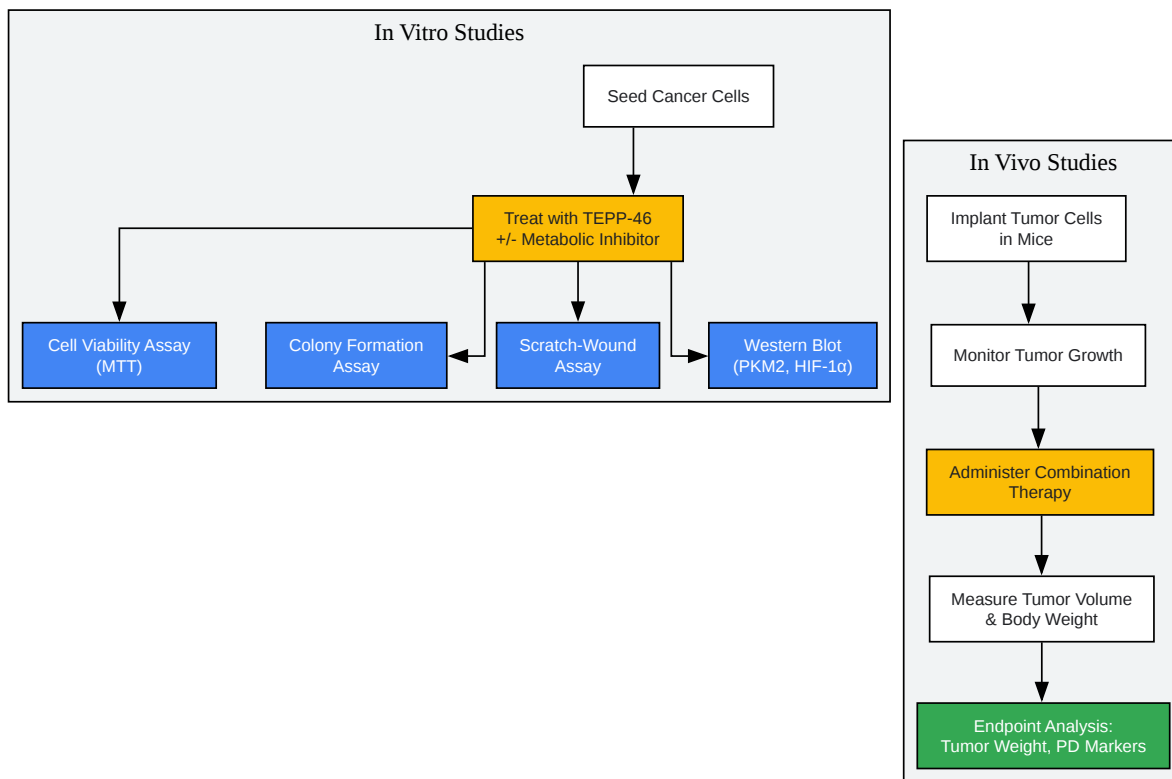 In Vitro Studies
Seed Cancer Cells
Treat with TEPP-46
+/- Metabolic Inhibitor
Cell Viability Assay
(MTT)
Colony Formation
Assay
Scratch-Wound
Assay
Western Blot
(PKM2, HIF-1α)
In Vivo Studies
Implant Tumor Cells
in Mice
Monitor Tumor Growth
Administer Combination
Therapy
Measure Tumor Volume
& Body Weight
Endpoint Analysis:
Tumor Weight, PD Markers